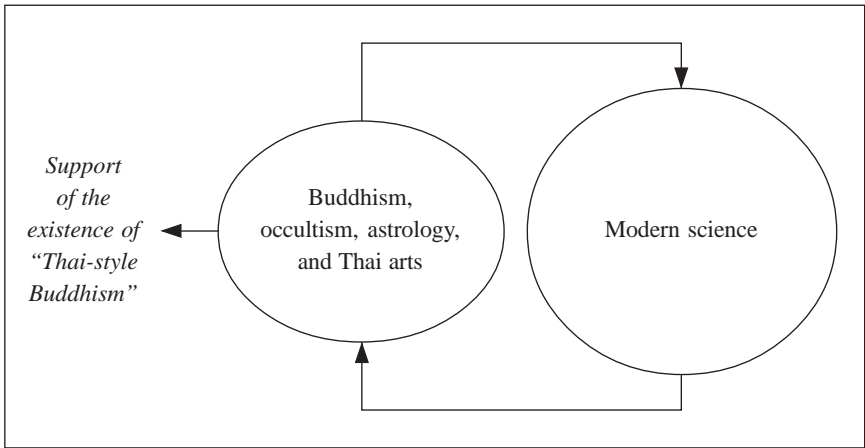 Support
of the
existence of
“Thai-style
Buddhism”
Buddhism,
occultism, astrology,
and Thai arts
Modern science